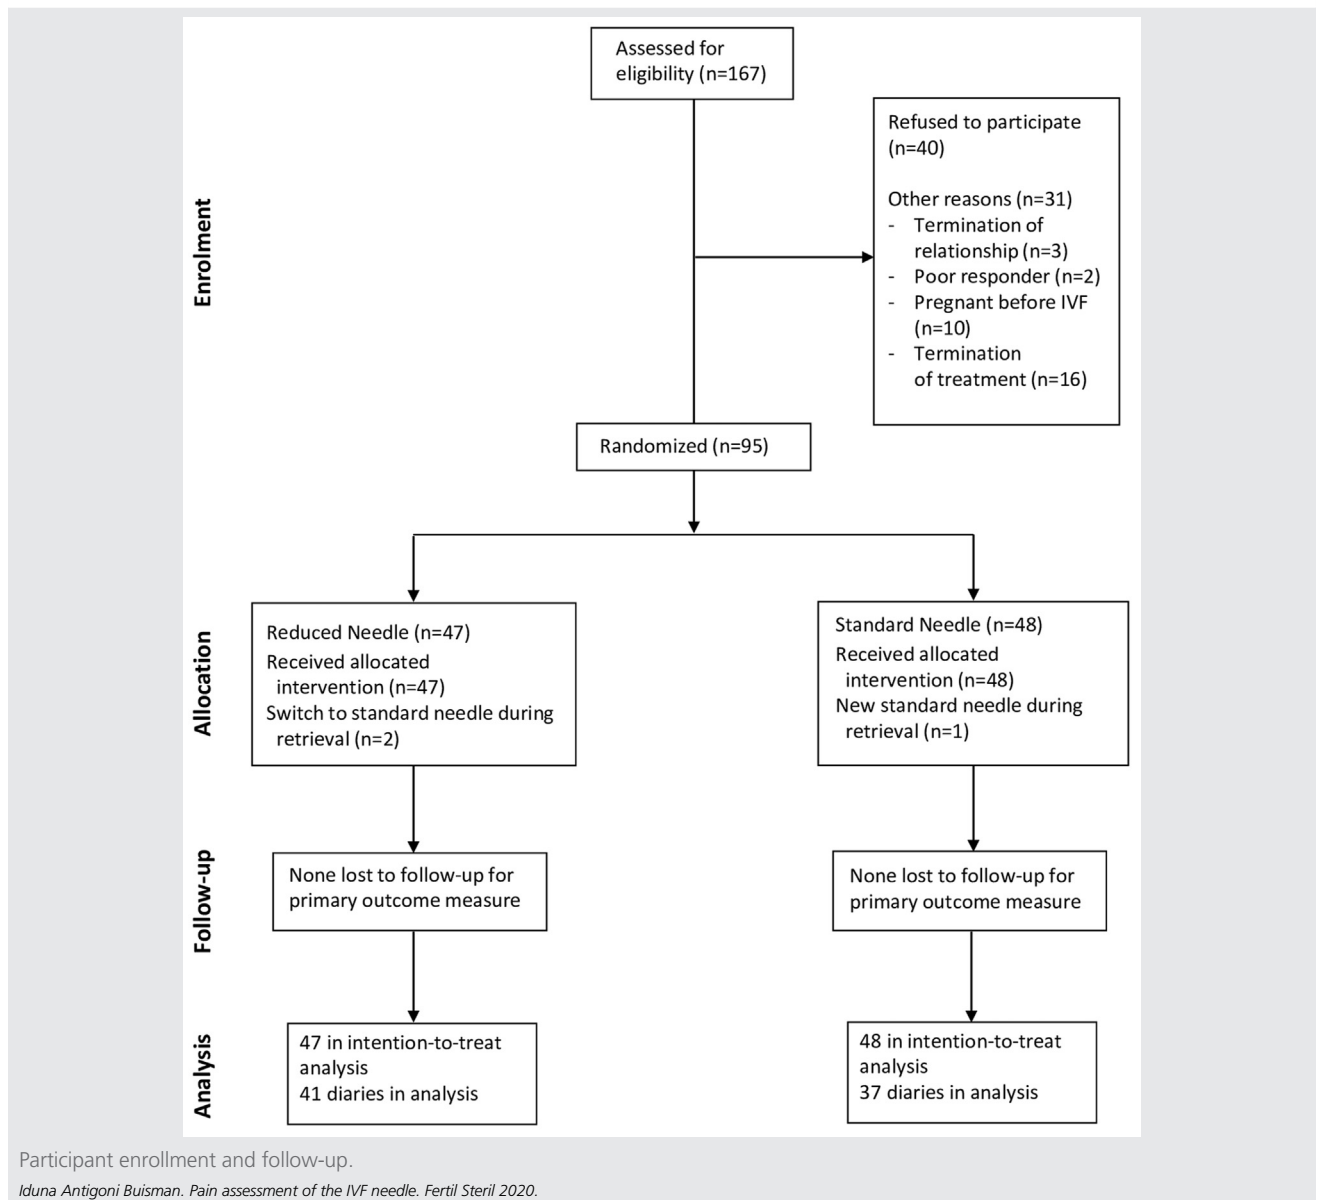 Assessed for
eligibility (n=167)
Refused to participate
(n=40)
Other reasons (n=31)
- Termination of
relationship (n=3)
- Poor responder (n=2)
- Pregnant before IVF
(n=10)
- Termination
of treatment (n=16)
Enrolment
Randomized (n=95)
Allocation
Reduced Needle (n=47)
Received allocated
intervention (n=47)
Switch to standard needle during
retrieval (n=2)
Standard Needle (n=48)
Received allocated
intervention (n=48)
New standard needle during
retrieval (n=1)
Follow-up
None lost to follow-up for
primary outcome measure
None lost to follow-up for
primary outcome measure
Analysis
47 in intention-to-treat
analysis
41 diaries in analysis
48 in intention-to-treat
analysis
37 diaries in analysis
Participant enrollment and follow-up.
Iduna Antigoni Buisman. Pain assessment of the IVF needle. Fertil Steril 2020.